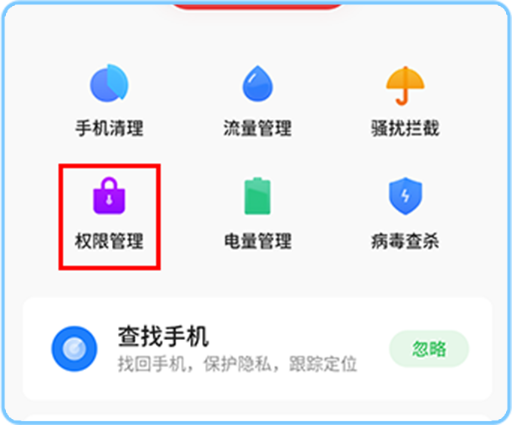 手机清理 流量管理 骚扰拦截
权限管理 电量管理 病毒查杀
查找手机
找回手机，保护隐私，跟踪定位
忽略